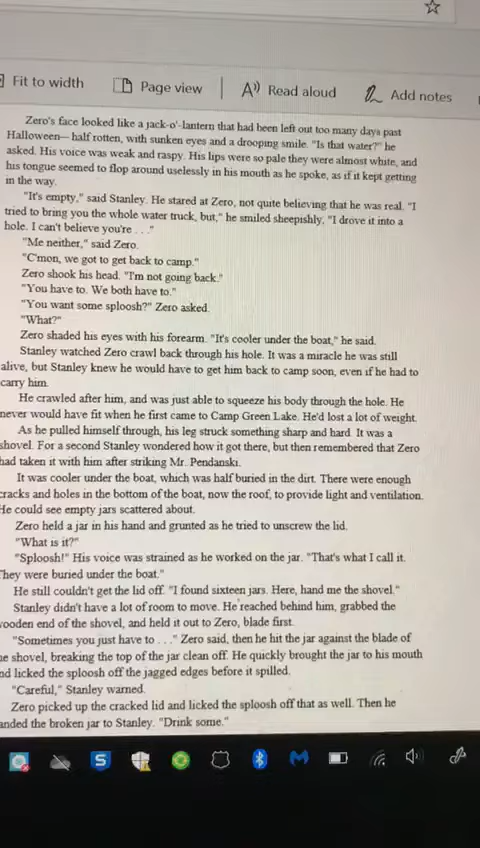 Fit to width
Page view
Read aloud
Add notes
Zero's face looked like a jack-o'-lantern that had been left out too many days past
Halloween— half rotten, with sunken eyes and a drooping smile. "Is that water?" he
asked. His voice was weak and raspy. His lips were so pale they were almost white, and
his tongue seemed to flop around uselessly in his mouth as he spoke, as if it kept getting
in the way.
"It's empty," said Stanley. He stared at Zero, not quite believing that he was real. "I
tried to bring you the whole water truck, but," he smiled sheepishly, "I drove it into a
hole. I can't believe you're . . ."
"Me neither," said Zero.
"C'mon, we got to get back to camp."
Zero shook his head. "I'm not going back."
"You have to. We both have to."
"You want some sploosh?" Zero asked.
"What?"
Zero shaded his eyes with his forearm. "It's cooler under the boat," he said.
Stanley watched Zero crawl back through his hole. It was a miracle he was still
alive, but Stanley knew he would have to get him back to camp soon, even if he had to
carry him.
He crawled after him, and was just able to squeeze his body through the hole. He
never would have fit when he first came to Camp Green Lake. He'd lost a lot of weight.
As he pulled himself through, his leg struck something sharp and hard. It was a
shovel. For a second Stanley wondered how it got there, but then remembered that Zero
had taken it with him after striking Mr. Pendanski.
It was cooler under the boat, which was half buried in the dirt. There were enough
cracks and holes in the bottom of the boat, now the roof, to provide light and ventilation.
He could see empty jars scattered about.
Zero held a jar in his hand and grunted as he tried to unscrew the lid.
"What is it?"
"Sploosh!" His voice was strained as he worked on the jar. "That's what I call it.
They were buried under the boat."
He still couldn't get the lid off. "I found sixteen jars. Here, hand me the shovel."
Stanley didn't have a lot of room to move. He reached behind him, grabbed the
wooden end of the shovel, and held it out to Zero, blade first.
"Sometimes you just have to . . ." Zero said, then he hit the jar against the blade of
he shovel, breaking the top of the jar clean off. He quickly brought the jar to his mouth
nd licked the sploosh off the jagged edges before it spilled.
"Careful," Stanley warned.
Zero picked up the cracked lid and licked the sploosh off that as well. Then he
anded the broken jar to Stanley. "Drink some."